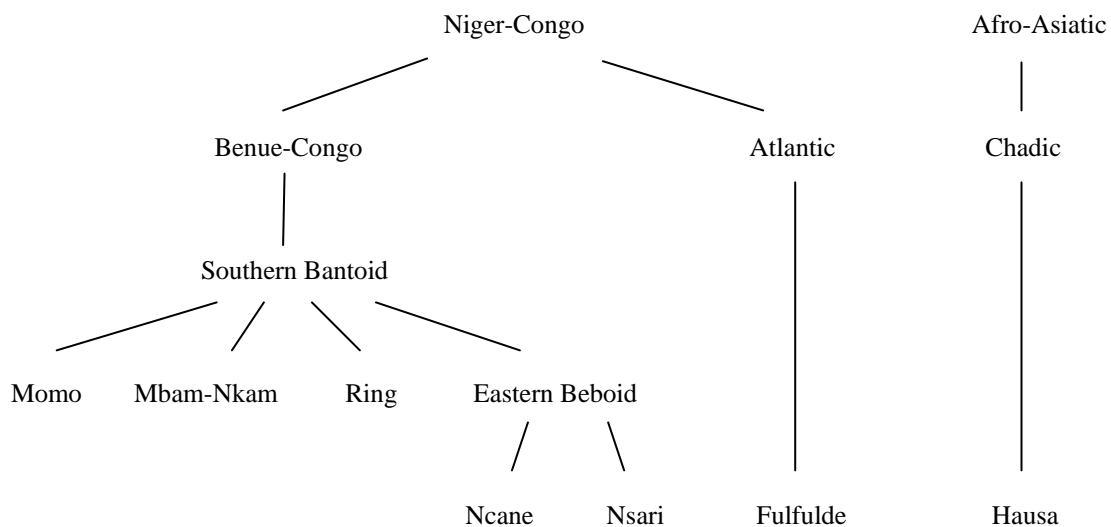 Niger-Congo Afro-Asiatic
Benue-Congo Atlantic Chadic
Southern Bantoid
Momo Mbam-Nkam Ring Eastern Beboid
Ncane Nsari Fulfulde Hausa